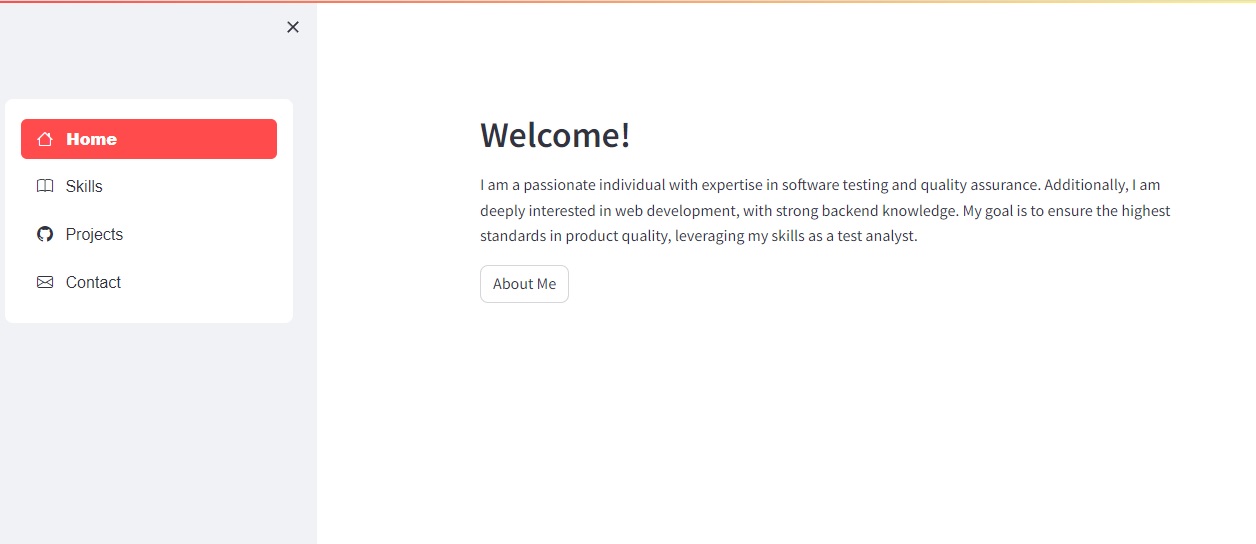 Home
Skills
Projects
Contact
Welcome!
I am a passionate individual with expertise in software testing and quality assurance. Additionally, I am
deeply interested in web development, with strong backend knowledge. My goal is to ensure the highest
standards in product quality, leveraging my skills as a test analyst.
About Me